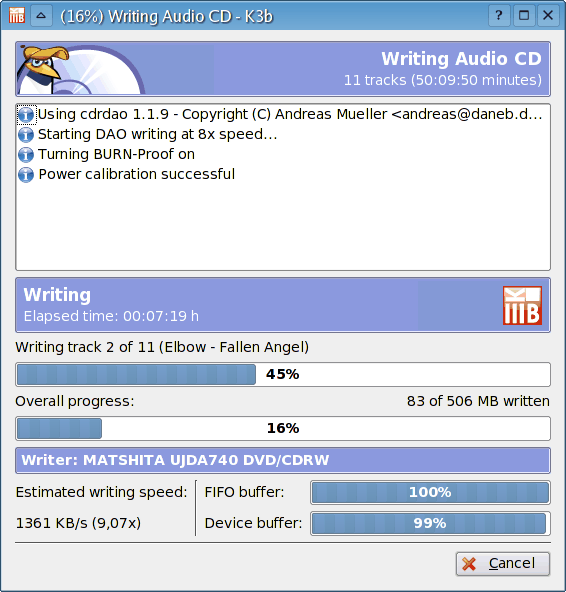 (16%) Writing Audio CD - K3b
Writing Audio CD
11 tracks (50:09:50 minutes)
Using cdrdao 1.1.9 - Copyright (C) Andreas Mueller <andreas@daneb.d...
Starting DAO writing at 8x speed...
Turning BURN-Proof on
Power calibration successful
Writing
Elapsed time: 00:07:19 h
Writing track 2 of 11 (Elbow - Fallen Angel)
45%
Overall progress: 83 of 506 MB written
16%
Writer: MATSHITA UJDA740 DVD/CDRW
Estimated writing speed: FIFO buffer: 100%
1361 KB/s (9,07x) Device buffer: 99%
Cancel